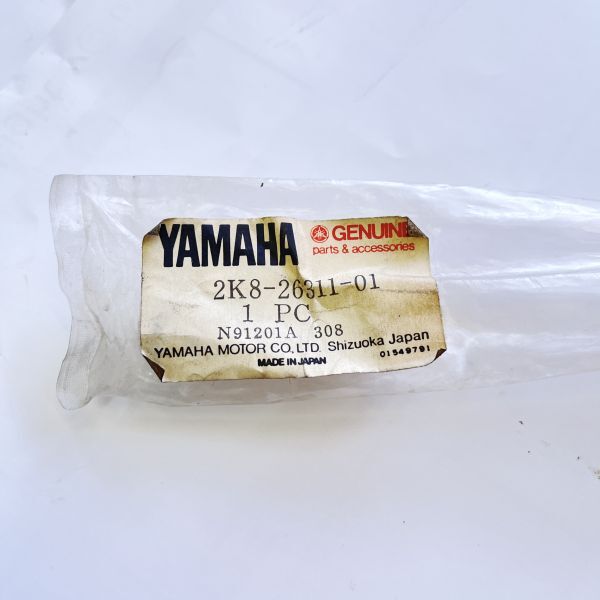 YAMAHA GENUINE
parts & accessories
2K8-26311-01
1 PC
N91201A 308
YAMAHA MOTOR CO., LTD. Shizuoka Japan
MADE IN JAPAN 01549791